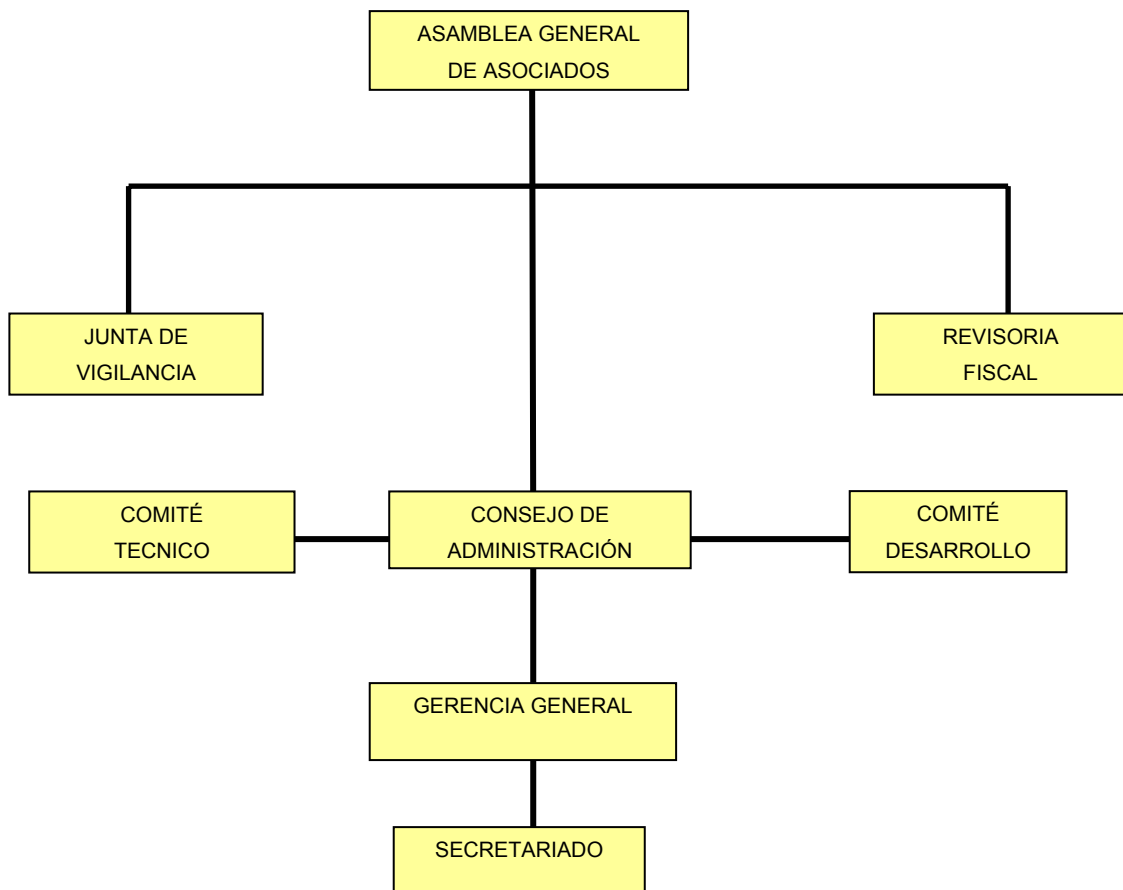 ASAMBLEA GENERAL
DE ASOCIADOS
JUNTA DE
VIGILANCIA
REVISORIA
FISCAL
COMITÉ
TECNICO
CONSEJO DE
ADMINISTRACIÓN
COMITÉ
DESARROLLO
GERENCIA GENERAL
SECRETARIADO